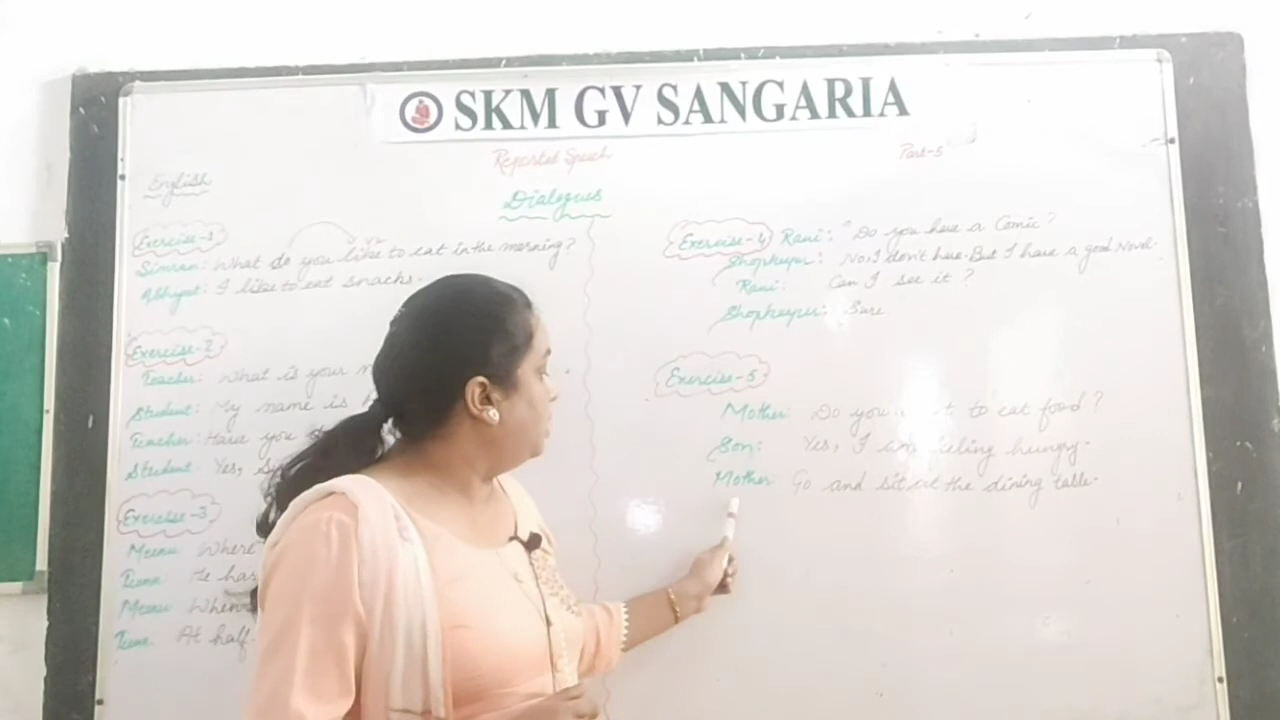 SKM GV SANGARIA
Reported Speech
Part-5
English
Dialogues
Exercise-1
Simran: What do you like to eat in the morning?
Abhijeet: I like to eat snacks.
Exercise-2
Teacher: What is your
Student: My name is
Teacher: Have you
Student: Yes,
Exercise-3
Meenu Where
He has
Meenu When
At half
Exercise-4 Rani: "Do you have a Comic?
Shopkeeper: No, I don't have. But I have a good Novel.
Rani: Can I see it?
Shopkeeper: Sure
Exercise-5
Mother: Do you to eat food?
Son: Yes, I am feeling hungry.
Mother: Go and sit at the dining table.